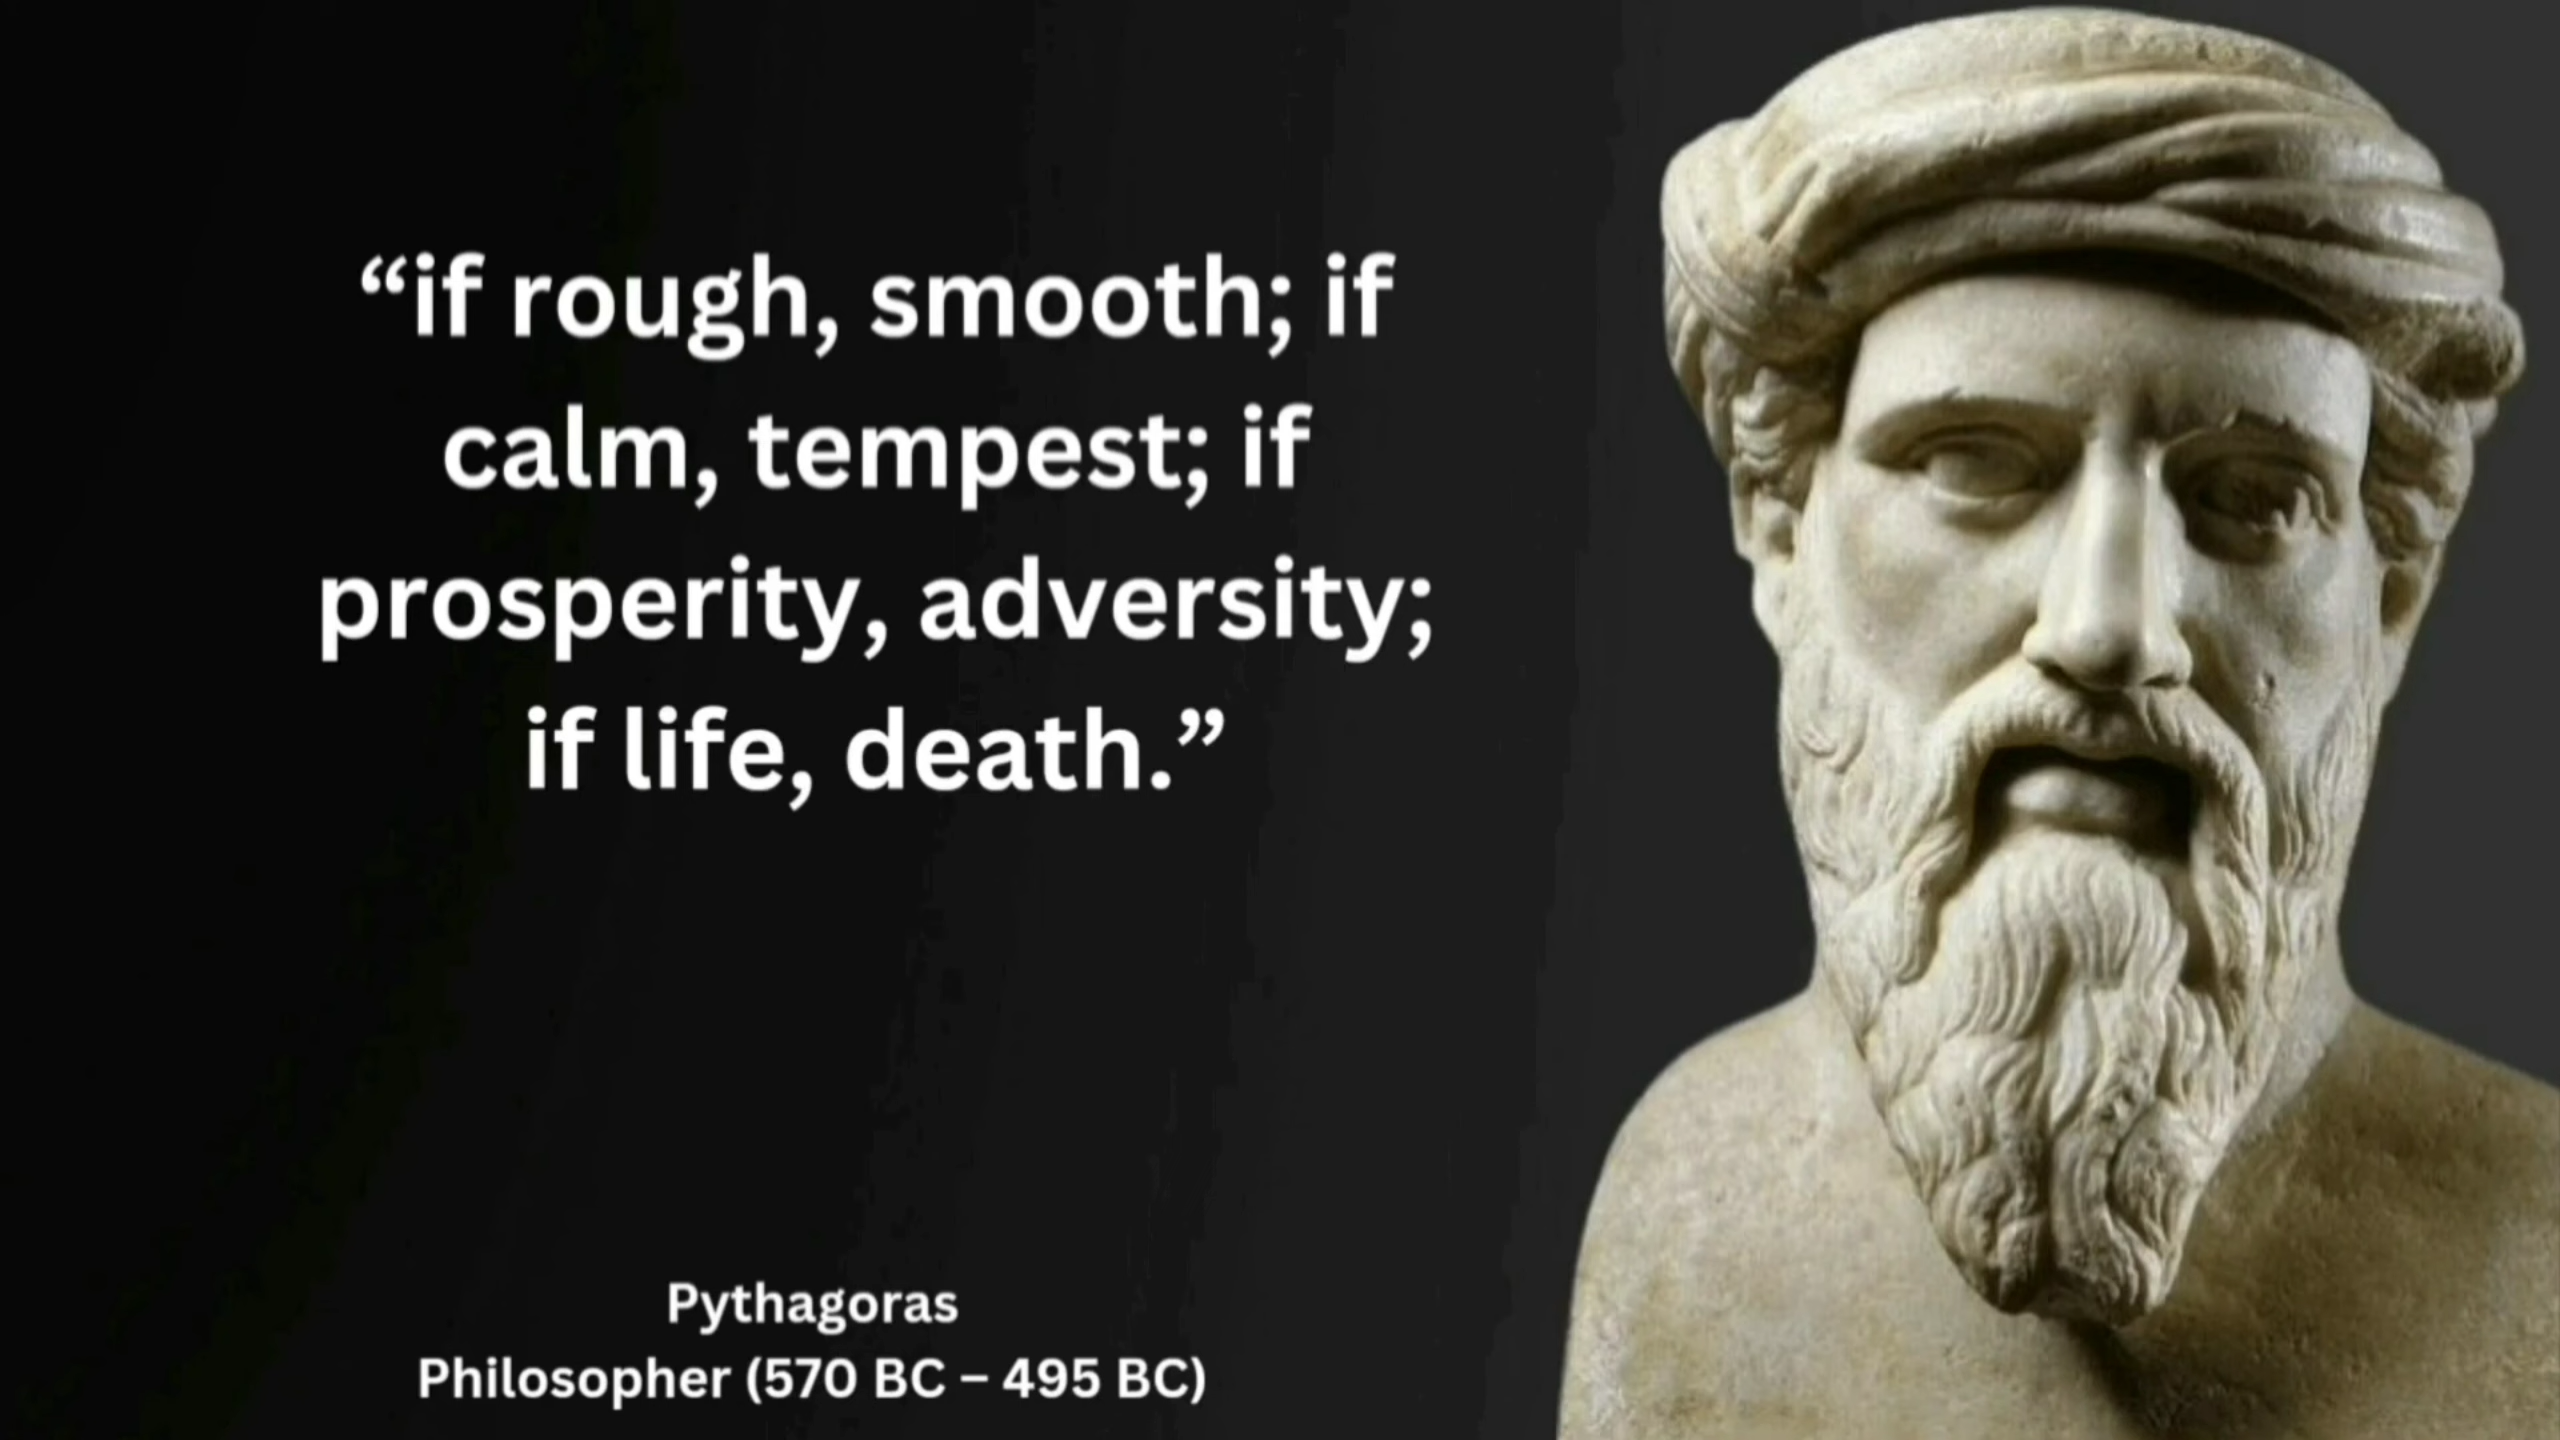 “if rough, smooth; if
calm, tempest; if
prosperity, adversity;
if life, death.”
Pythagoras
Philosopher (570 BC – 495 BC)